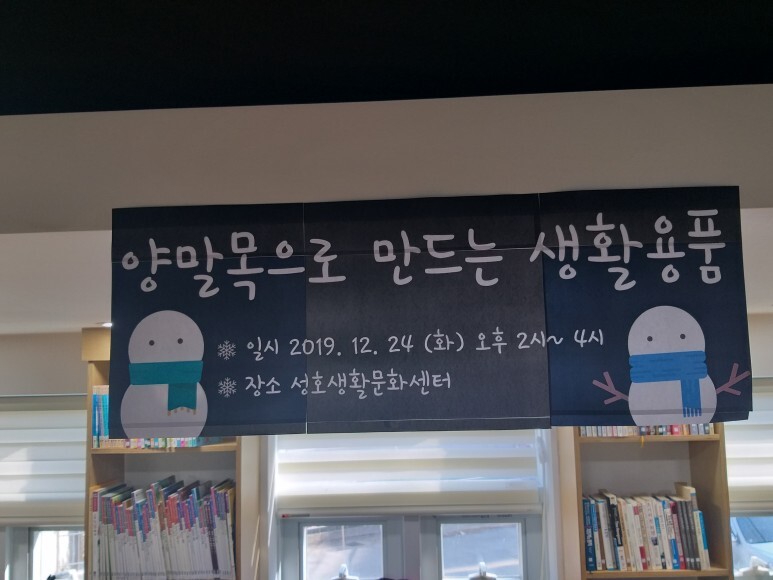 양말목으로 만드는 생활용품
일시 2019. 12. 24 (화) 오후 2시~ 4시
장소 성호생활문화센터